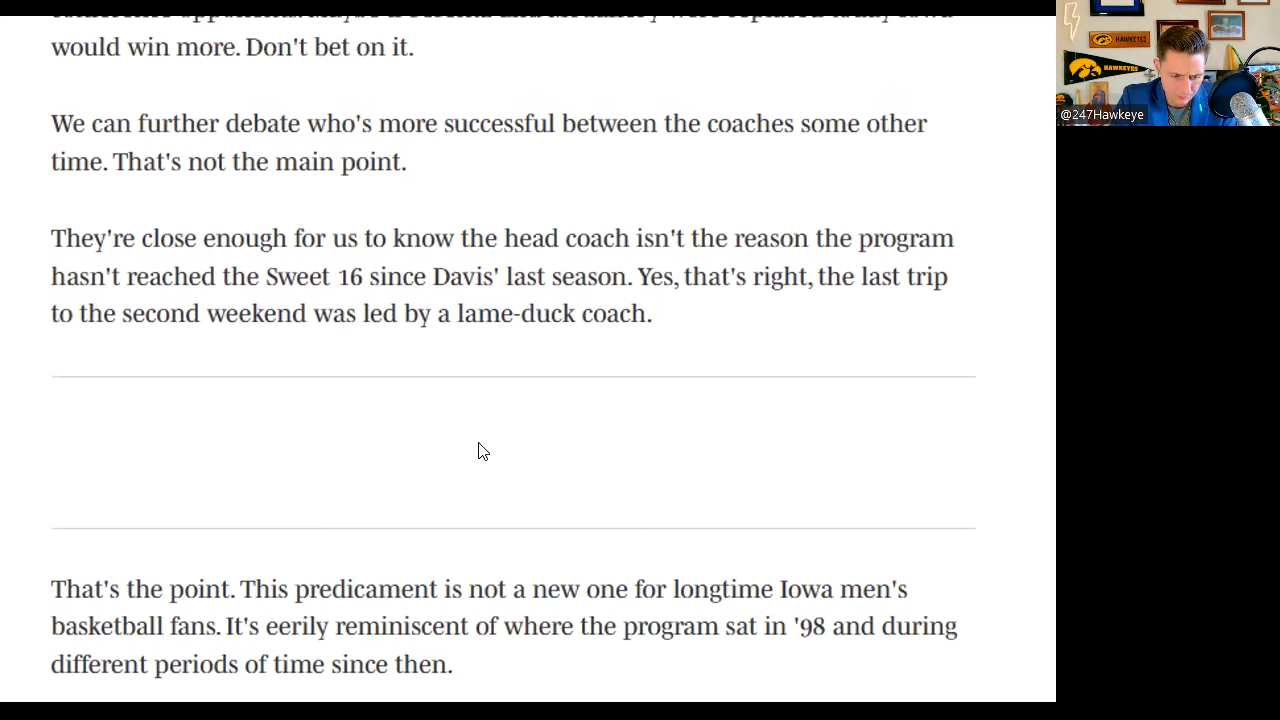 would win more. Don't bet on it.
We can further debate who's more successful between the coaches some other
time. That's not the main point.
They're close enough for us to know the head coach isn't the reason the program
hasn't reached the Sweet 16 since Davis' last season. Yes, that's right, the last trip
to the second weekend was led by a lame-duck coach.
That's the point. This predicament is not a new one for longtime Iowa men's
basketball fans. It's eerily reminiscent of where the program sat in '98 and during
different periods of time since then.
HAWKEYES
HAWKEYES
@247Hawkeye